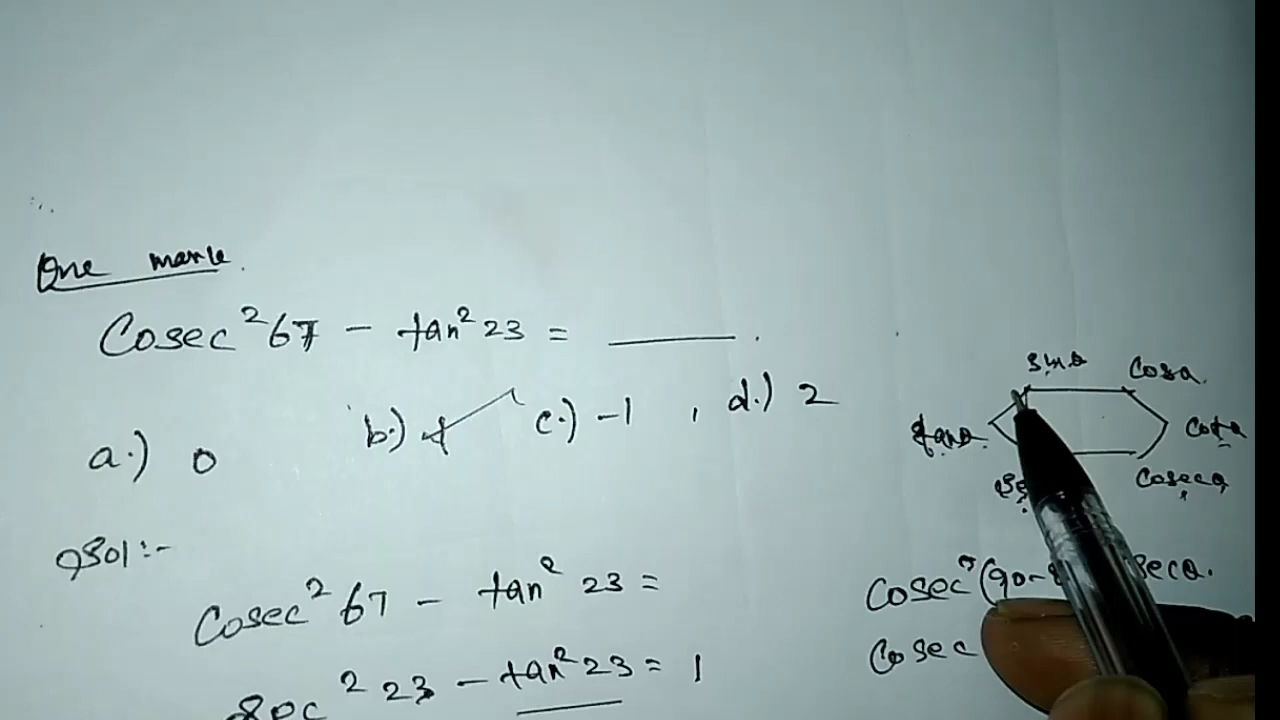 One mark.
Cosec²67 - tan²23 = ______.
a.) 0 b.) 1 c.) -1 , d.) 2
Sol:-
Cosec²67 - tan²23 =
Sec²23 - tan²23 = 1
sinθ cosθ
tanθ cotθ
cosecθ
Cosec (90- secθ.
Cosec